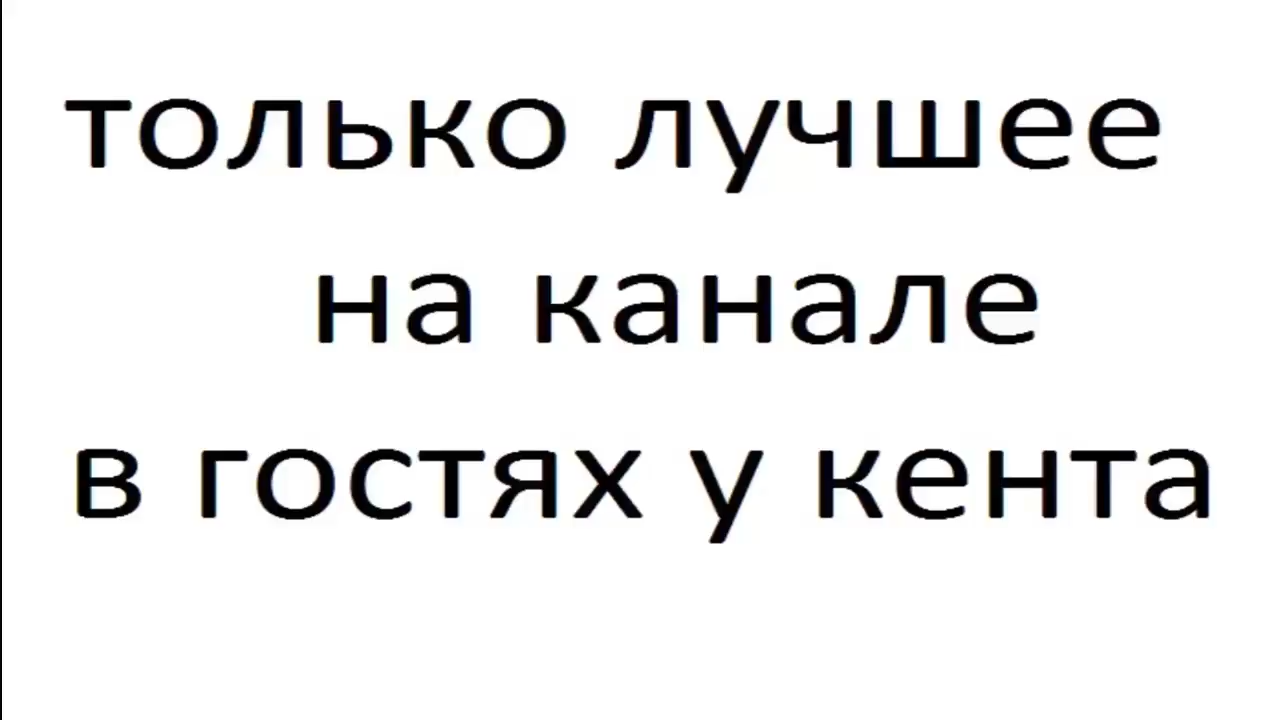 только лучшее
на канале
в гостях у кента